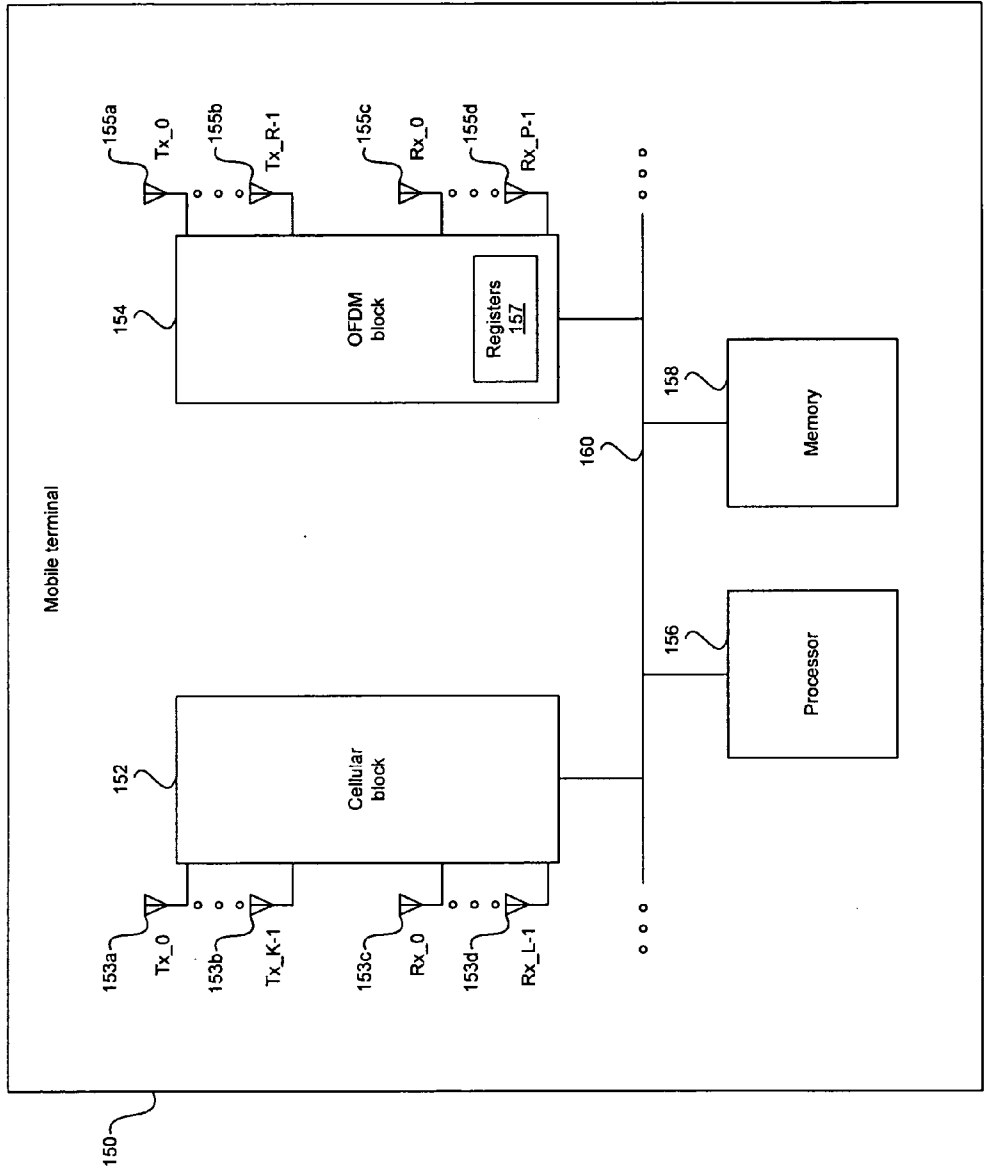 Mobile terminal
150
152
Cellular
block
153a
Tx_0
153b
Tx_K-1
153c
Rx_0
153d
Rx_L-1
154
OFDM
block
Registers
157
155a
Tx_0
155b
Tx_R-1
155c
Rx_0
155d
Rx_P-1
160
156
Processor
158
Memory